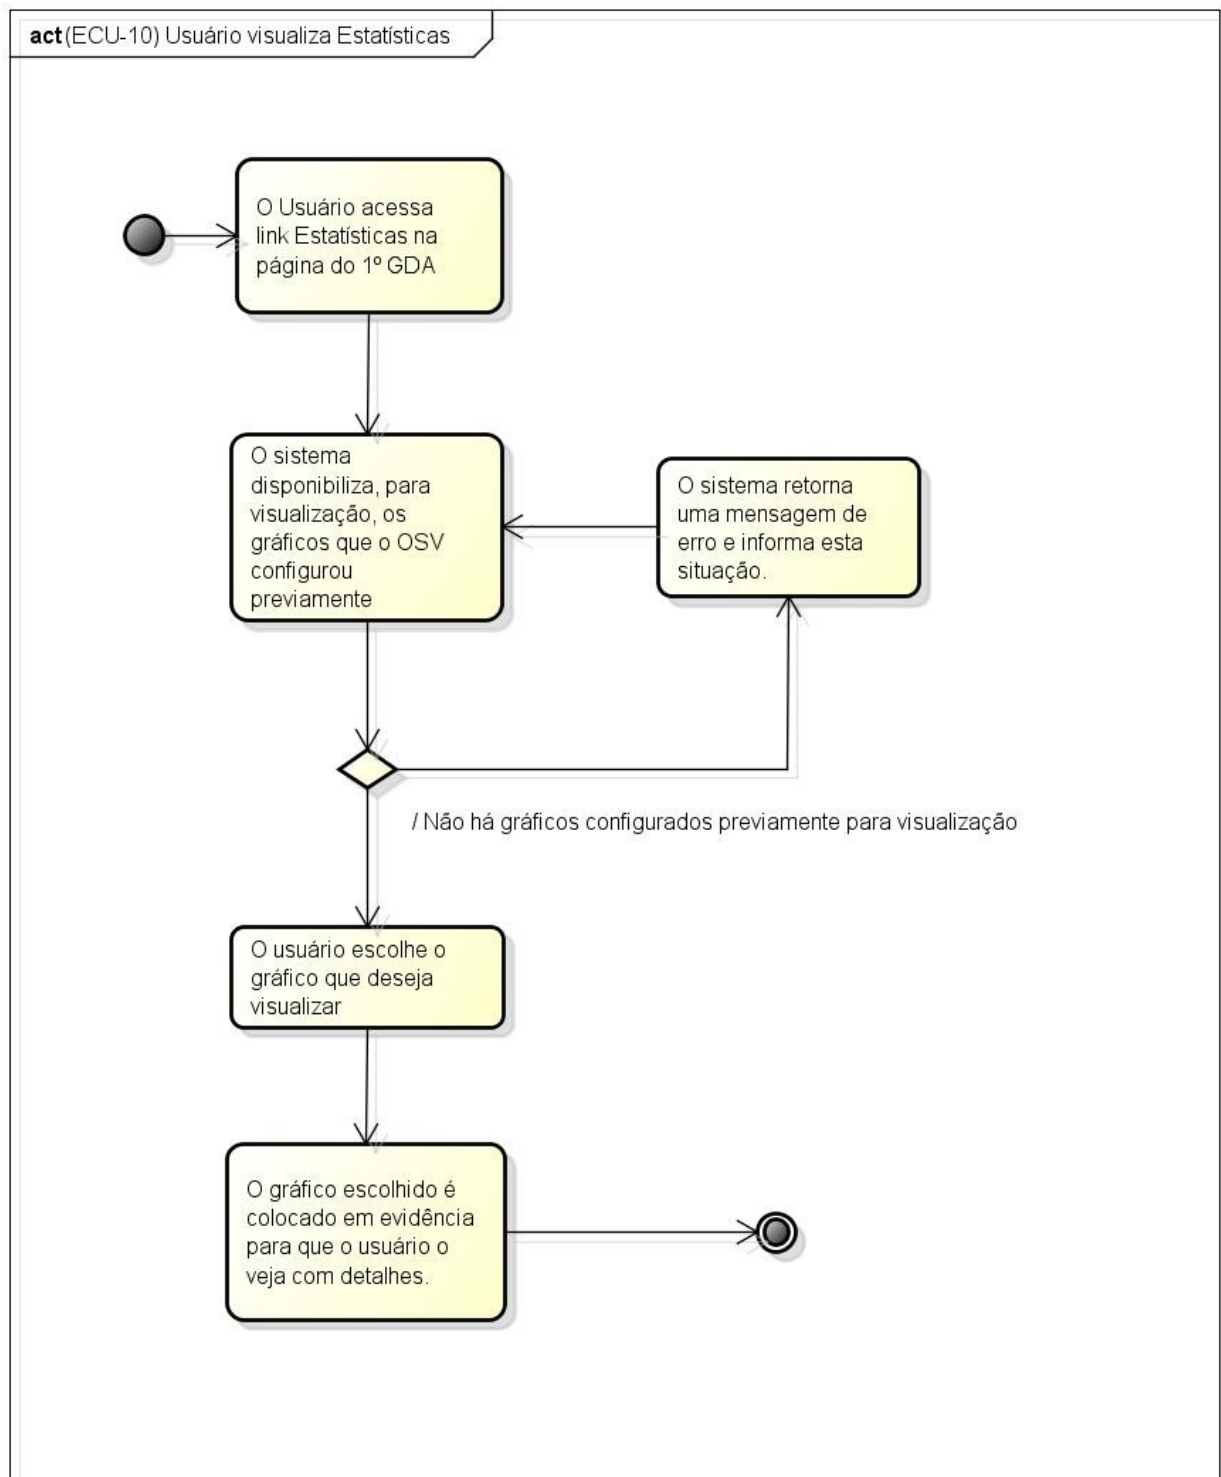 act (ECU-10) Usuário visualiza Estatísticas
O Usuário acessa
link Estatísticas na
página do 1º GDA
O sistema
disponibiliza, para
visualização, os
gráficos que o OSV
configurou
previamente
O sistema retorna
uma mensagem de
erro e informa esta
situação.
/ Não há gráficos configurados previamente para visualização
O usuário escolhe o
gráfico que deseja
visualizar
O gráfico escolhido é
colocado em evidência
para que o usuário o
veja com detalhes.